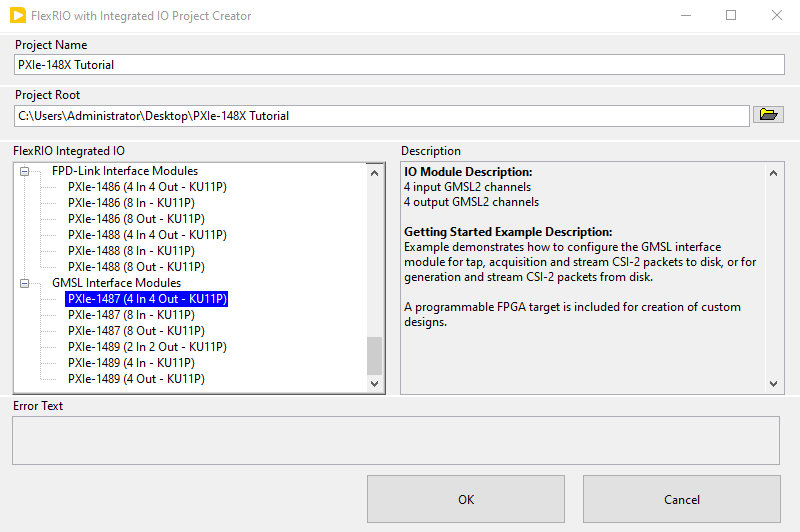 FlexRIO with Integrated IO Project Creator
Project Name
PXIe-148X Tutorial
Project Root
C:\Users\Administrator\Desktop\PXIe-148X Tutorial
FlexRIO Integrated IO
FPD-Link Interface Modules
PXIe-1486 (4 In 4 Out - KU11P)
PXIe-1486 (8 In - KU11P)
PXIe-1486 (8 Out - KU11P)
PXIe-1488 (4 In 4 Out - KU11P)
PXIe-1488 (8 In - KU11P)
PXIe-1488 (8 Out - KU11P)
GMSL Interface Modules
PXIe-1487 (4 In 4 Out - KU11P)
PXIe-1487 (8 In - KU11P)
PXIe-1487 (8 Out - KU11P)
PXIe-1489 (2 In 2 Out - KU11P)
PXIe-1489 (4 In - KU11P)
PXIe-1489 (4 Out - KU11P)
Description
IO Module Description:
4 input GMSL2 channels
4 output GMSL2 channels
Getting Started Example Description:
Example demonstrates how to configure the GMSL interface
module for tap, acquisition and stream CSI-2 packets to disk, or for
generation and stream CSI-2 packets from disk.
A programmable FPGA target is included for creation of custom
designs.
Error Text
OK
Cancel